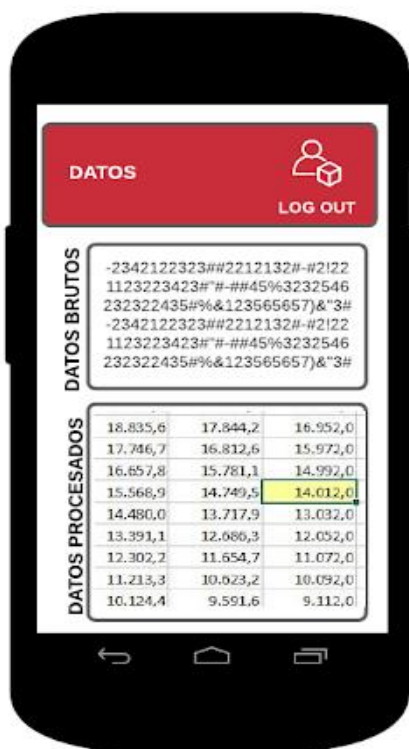 DATOS
LOG OUT
DATOS BRUTOS
-2342122323##2212132#-#2!22
1123223423#"#-##45%3232546
232322435#%&123565657)&"3#
-2342122323##2212132#-#2!22
1123223423#"#-##45%3232546
232322435#%&123565657)&"3#
DATOS PROCESADOS
18.835,6 17.844,2 16.952,0
17.746,7 16.812,6 15.972,0
16.657,8 15.781,1 14.992,0
15.568,9 14.749,5 14.012,0
14.480,0 13.717,9 13.032,0
13.391,1 12.686,3 12.052,0
12.302,2 11.654,7 11.072,0
11.213,3 10.623,2 10.092,0
10.124,4 9.591,6 9.112,0